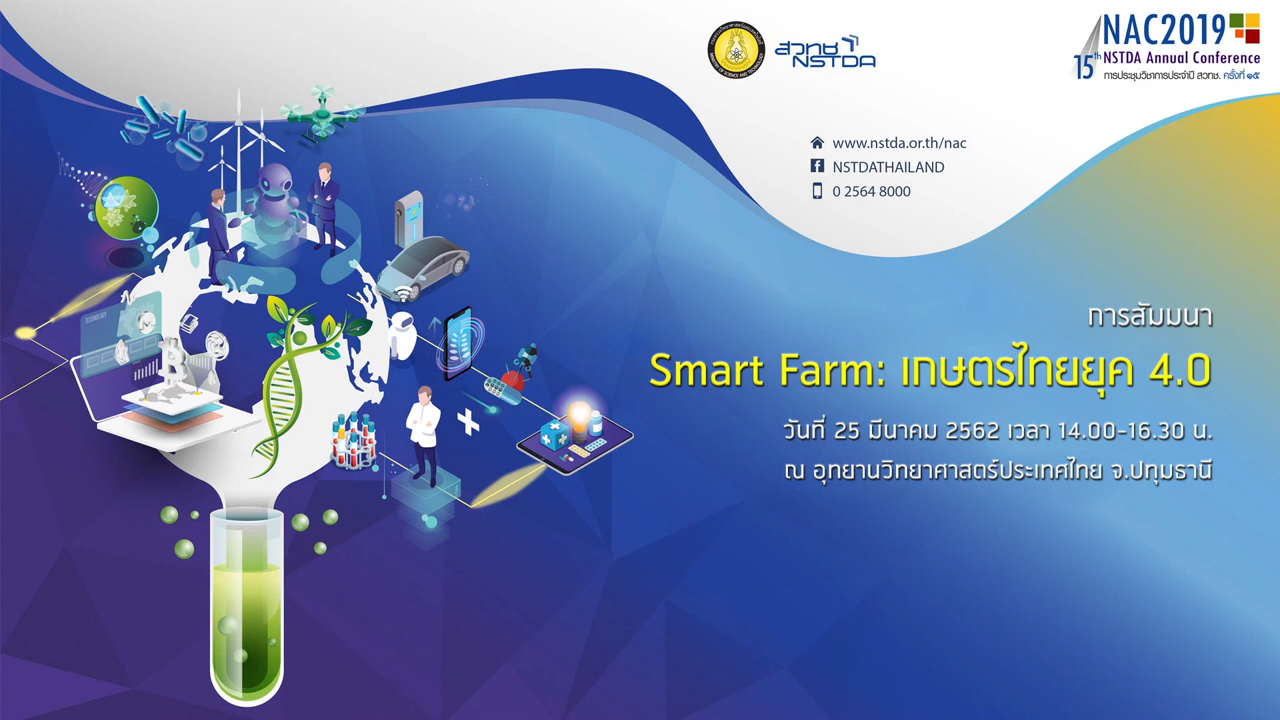 สวทช
NSTDA
NAC2019
15th NSTDA Annual Conference
การประชุมวิชาการประจำปี สวทช. ครั้งที่ ๑๕
www.nstda.or.th/nac
NSTDATHAILAND
0 2564 8000
การสัมมนา
Smart Farm: เกษตรไทยยุค 4.0
วันที่ 25 มีนาคม 2562 เวลา 14.00-16.30 น.
ณ อุทยานวิทยาศาสตร์ประเทศไทย จ.ปทุมธานี
TECHNOLOGY